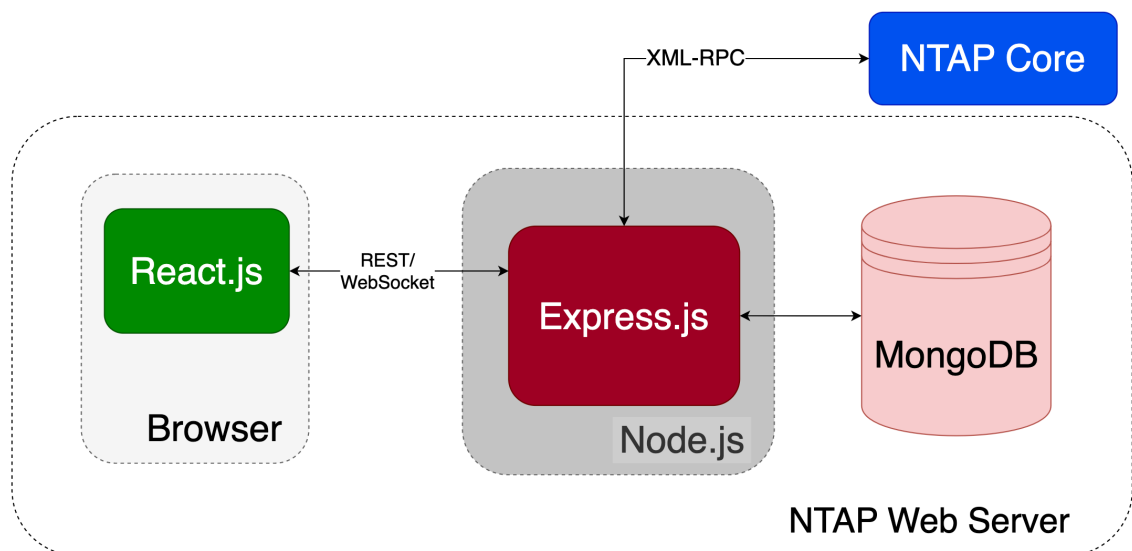 XML-RPC
NTAP Core
React.js
REST/
WebSocket
Express.js
MongoDB
Browser
Node.js
NTAP Web Server